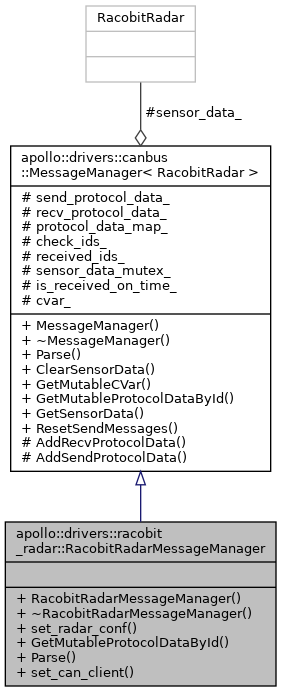 RacobitRadar
#sensor_data_
apollo::drivers::canbus
::MessageManager< RacobitRadar >
# send_protocol_data_
# recv_protocol_data_
# protocol_data_map_
# check_ids_
# received_ids_
# sensor_data_mutex_
# is_received_on_time_
# cvar_
+ MessageManager()
+ ~MessageManager()
+ Parse()
+ ClearSensorData()
+ GetMutableCVar()
+ GetMutableProtocolDataById()
+ GetSensorData()
+ ResetSendMessages()
# AddRecvProtocolData()
# AddSendProtocolData()
apollo::drivers::racobit
_radar::RacobitRadarMessageManager
+ RacobitRadarMessageManager()
+ ~RacobitRadarMessageManager()
+ set_radar_conf()
+ GetMutableProtocolDataById()
+ Parse()
+ set_can_client()